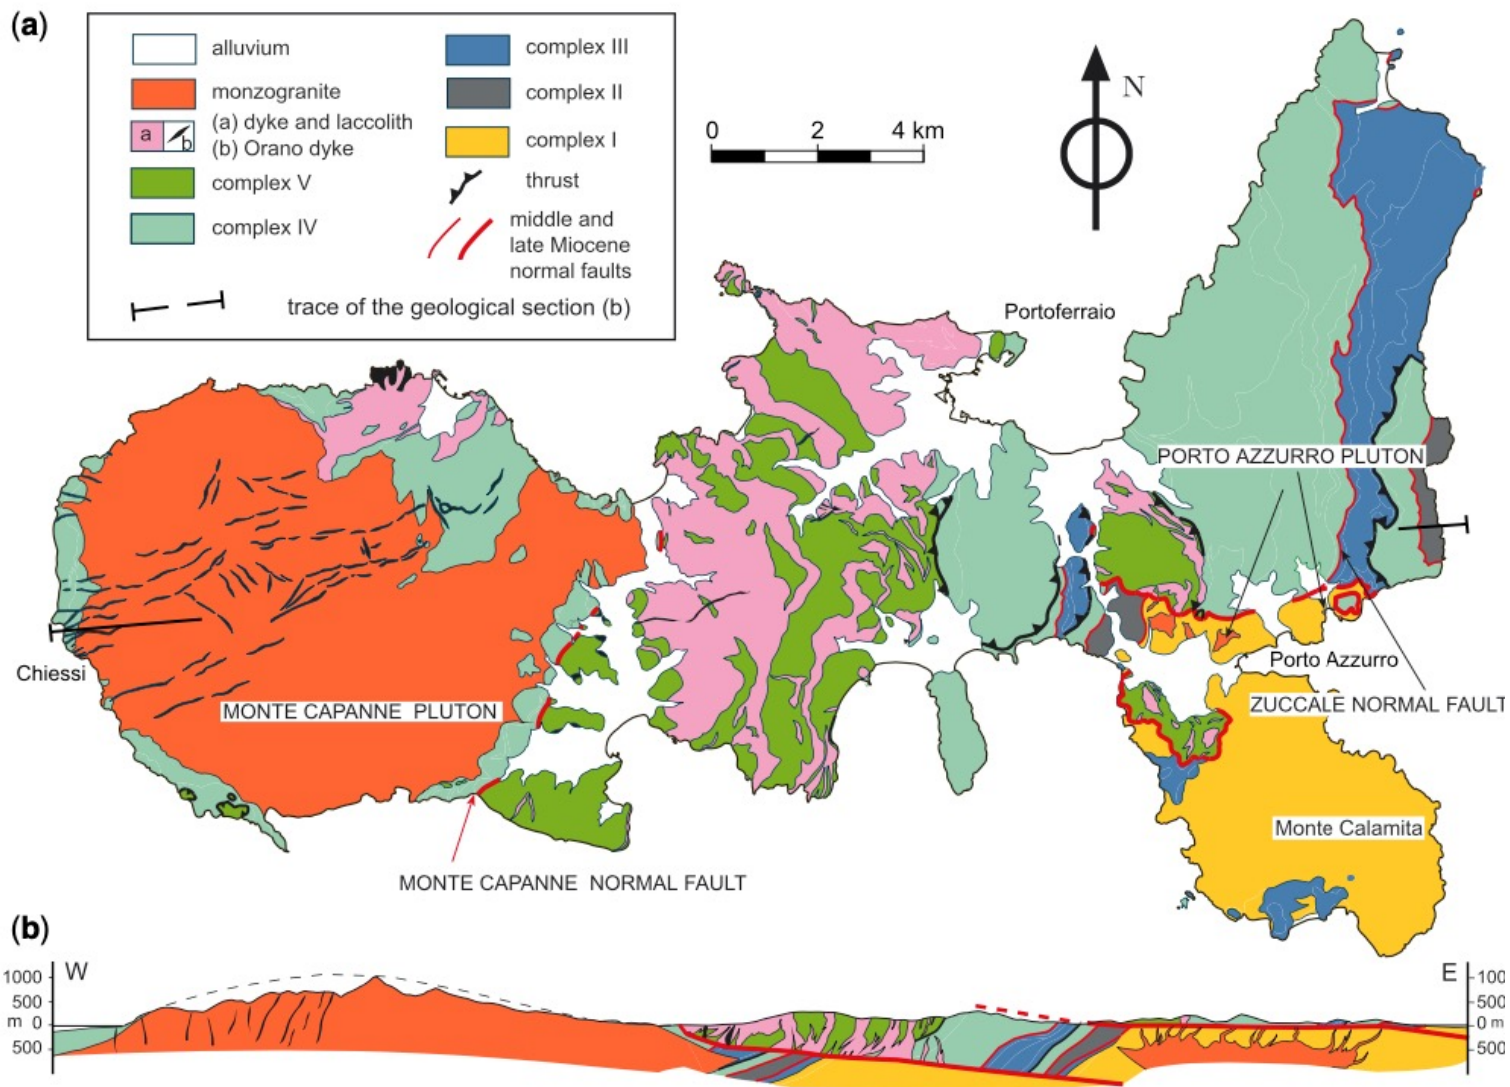 (a)
alluvium
monzogranite
a
b
(a) dyke and laccolith
(b) Orano dyke
complex V
complex IV
complex III
complex II
complex I
thrust
middle and
late Miocene
normal faults
trace of the geological section (b)
0 2 4 km
N
Portoferraio
PORTO AZZURRO PLUTON
Chiessi
MONTE CAPANNE PLUTON
Porto Azzurro
ZUCCALE NORMAL FAULT
Monte Calamita
MONTE CAPANNE NORMAL FAULT
(b)
W
E
1000
500
m 0
500
100
500
0 m
500